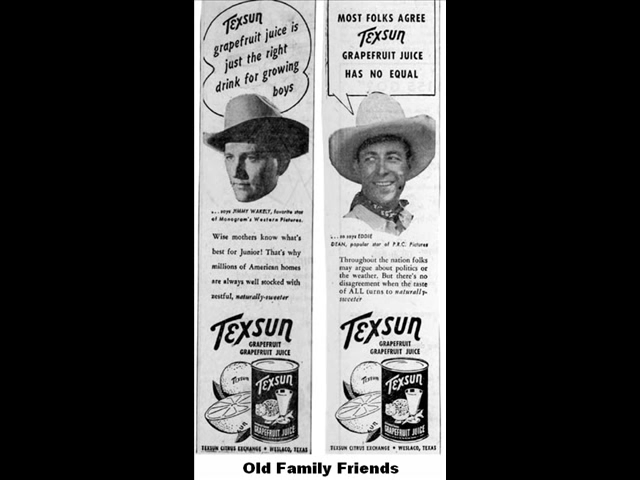 TEXSUN
grapefruit juice is
just the right
drink for growing
boys
... says JIMMY WAKELY, favorite star
of Monogram's Western Pictures.
Wise mothers know what's
best for Junior! That's why
millions of American homes
are always well stocked with
zestful, naturally-sweeter
TEXSUN
GRAPEFRUIT
GRAPEFRUIT JUICE
TEXSUN
TEXSUN
UN
GRAPEFRUIT JUICE
TEXSUN CITRUS EXCHANGE • WESLACO, TEXAS
MOST FOLKS AGREE
TEXSUN
GRAPEFRUIT JUICE
HAS NO EQUAL
... so says EDDIE
DEAN, popular star of P.R.C. Pictures
Throughout the nation folks
may argue about politics or
the weather. But there's no
disagreement when the taste
of ALL turns to naturally-
sweeter
TEXSUN
GRAPEFRUIT
GRAPEFRUIT JUICE
TEXSUN
TEXSUN
UN
GRAPEFRUIT JUICE
TEXSUN CITRUS EXCHANGE • WESLACO, TEXAS
Old Family Friends